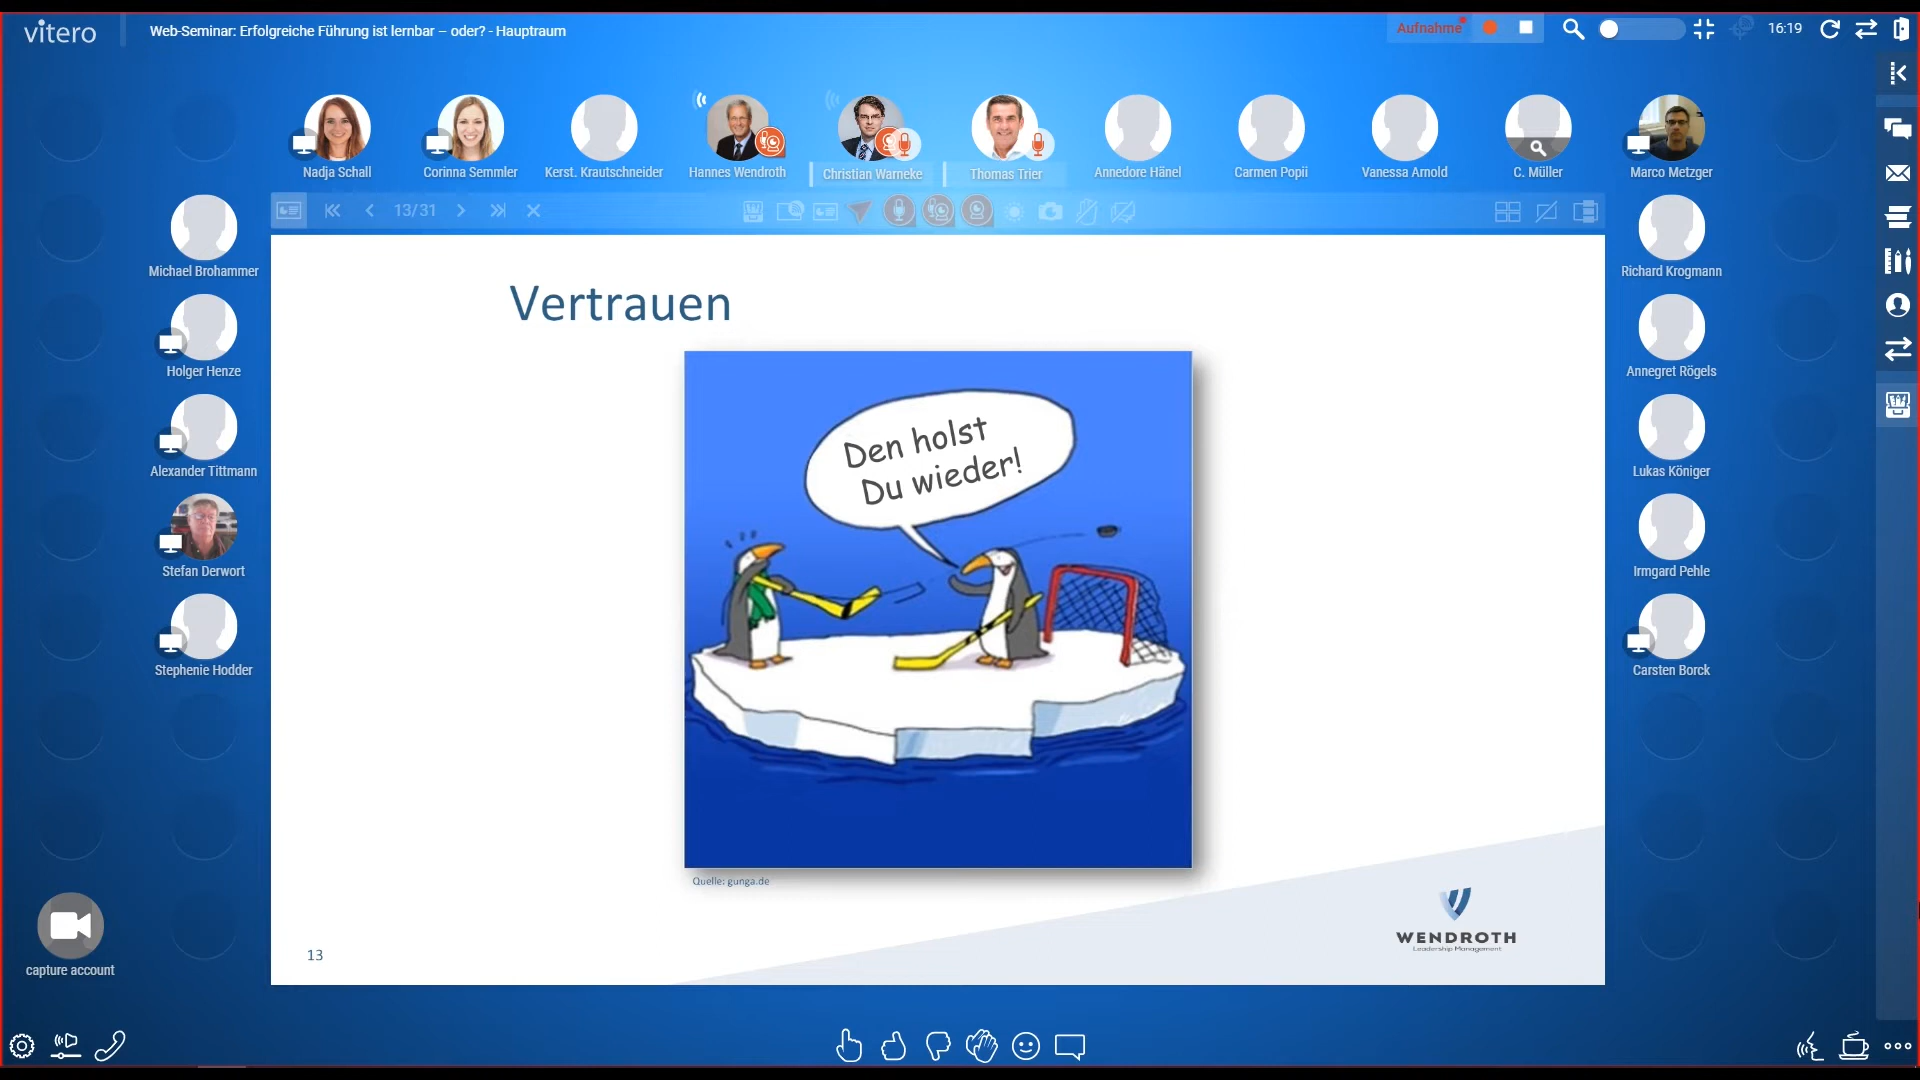 vitero
Web-Seminar: Erfolgreiche Führung ist lernbar – oder? - Hauptraum
Aufnahme
16:19
Nadja Schall
Corinna Semmler
Kerst. Krautschneider
Hannes Wendroth
Christian Warneke
Thomas Trier
Annedore Hänel
Carmen Popii
Vanessa Arnold
C. Müller
Marco Metzger
13/31
Michael Brohammer
Holger Henze
Alexander Tittmann
Stefan Derwort
Stephenie Hodder
Richard Krogmann
Annegret Rögels
Lukas Königer
Irmgard Pehle
Carsten Borck
Vertrauen
Den holst
Du wieder!
Quelle: gunga.de
WENDROTH
Leadership Management
13
capture account